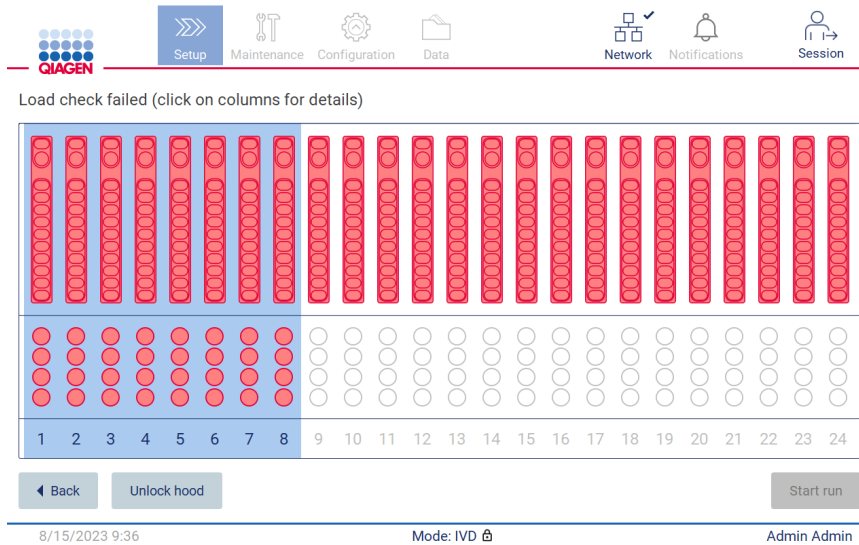 QIAGEN
Setup
Maintenance
Configuration
Data
Network
Notifications
Session
Load check failed (click on columns for details)
1 2 3 4 5 6 7 8 9 10 11 12 13 14 15 16 17 18 19 20 21 22 23 24
Back
Unlock hood
Start run
8/15/2023 9:36
Mode: IVD
Admin Admin